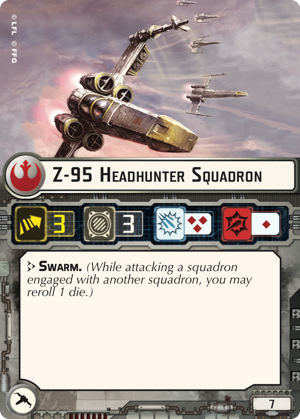 © LFL © FFG
Z-95 Headhunter Squadron
3 3
Swarm. (While attacking a squadron
engaged with another squadron, you may
reroll 1 die.)
7